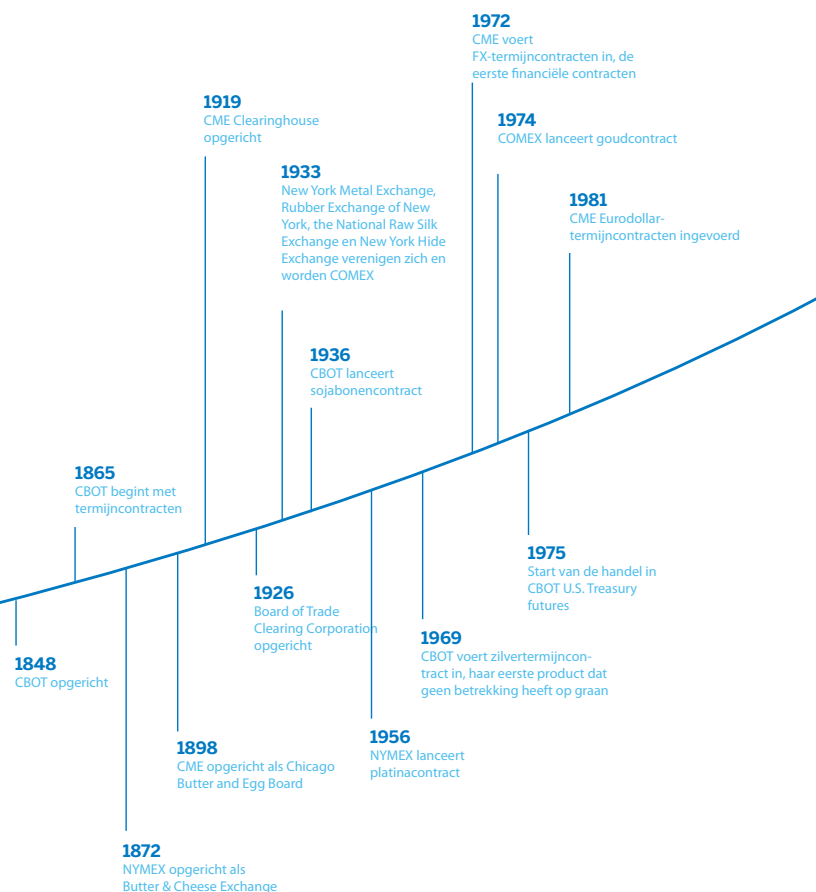 1972
CME voert
FX-termijncontracten in, de
eerste financiële contracten
1919
CME Clearinghouse
opgericht
1974
COMEX lanceert goudcontract
1933
New York Metal Exchange,
Rubber Exchange of New
York, the National Raw Silk
Exchange en New York Hide
Exchange verenigen zich en
worden COMEX
1981
CME Eurodollar-
termijncontracten ingevoerd
1936
CBOT lanceert
sojabonencontract
1865
CBOT begint met
termijncontracten
1975
Start van de handel in
CBOT U.S. Treasury
futures
1926
Board of Trade
Clearing Corporation
opgericht
1969
CBOT voert zilvertermijncon-
tract in, haar eerste product dat
geen betrekking heeft op graan
1848
CBOT opgericht
1956
NYMEX lanceert
platinacontract
1898
CME opgericht als Chicago
Butter and Egg Board
1872
NYMEX opgericht als
Butter & Cheese Exchange